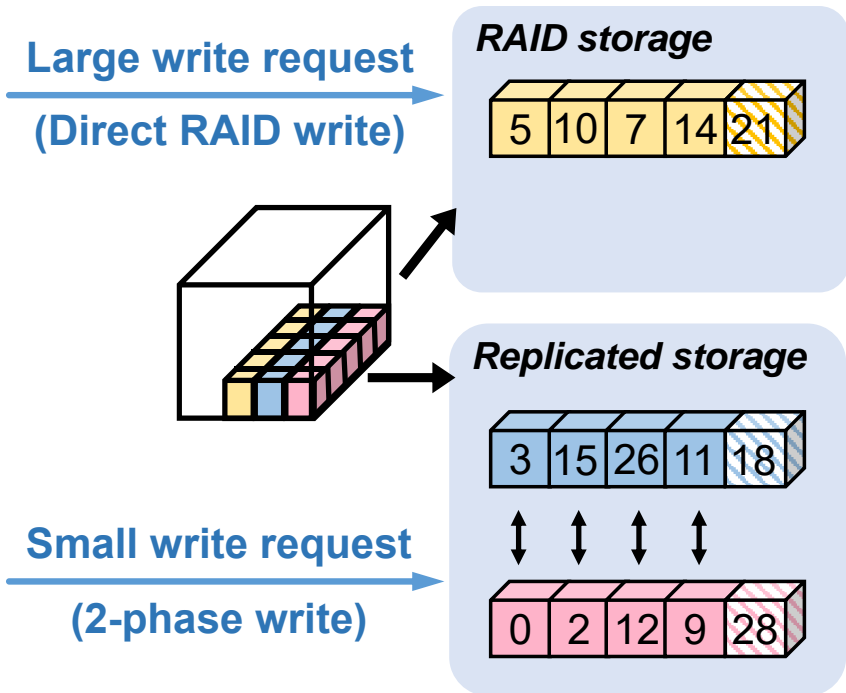 Large write request
(Direct RAID write)
RAID storage
5 10 7 14 21
Replicated storage
3 15 26 11 18
Small write request
(2-phase write)
0 2 12 9 28